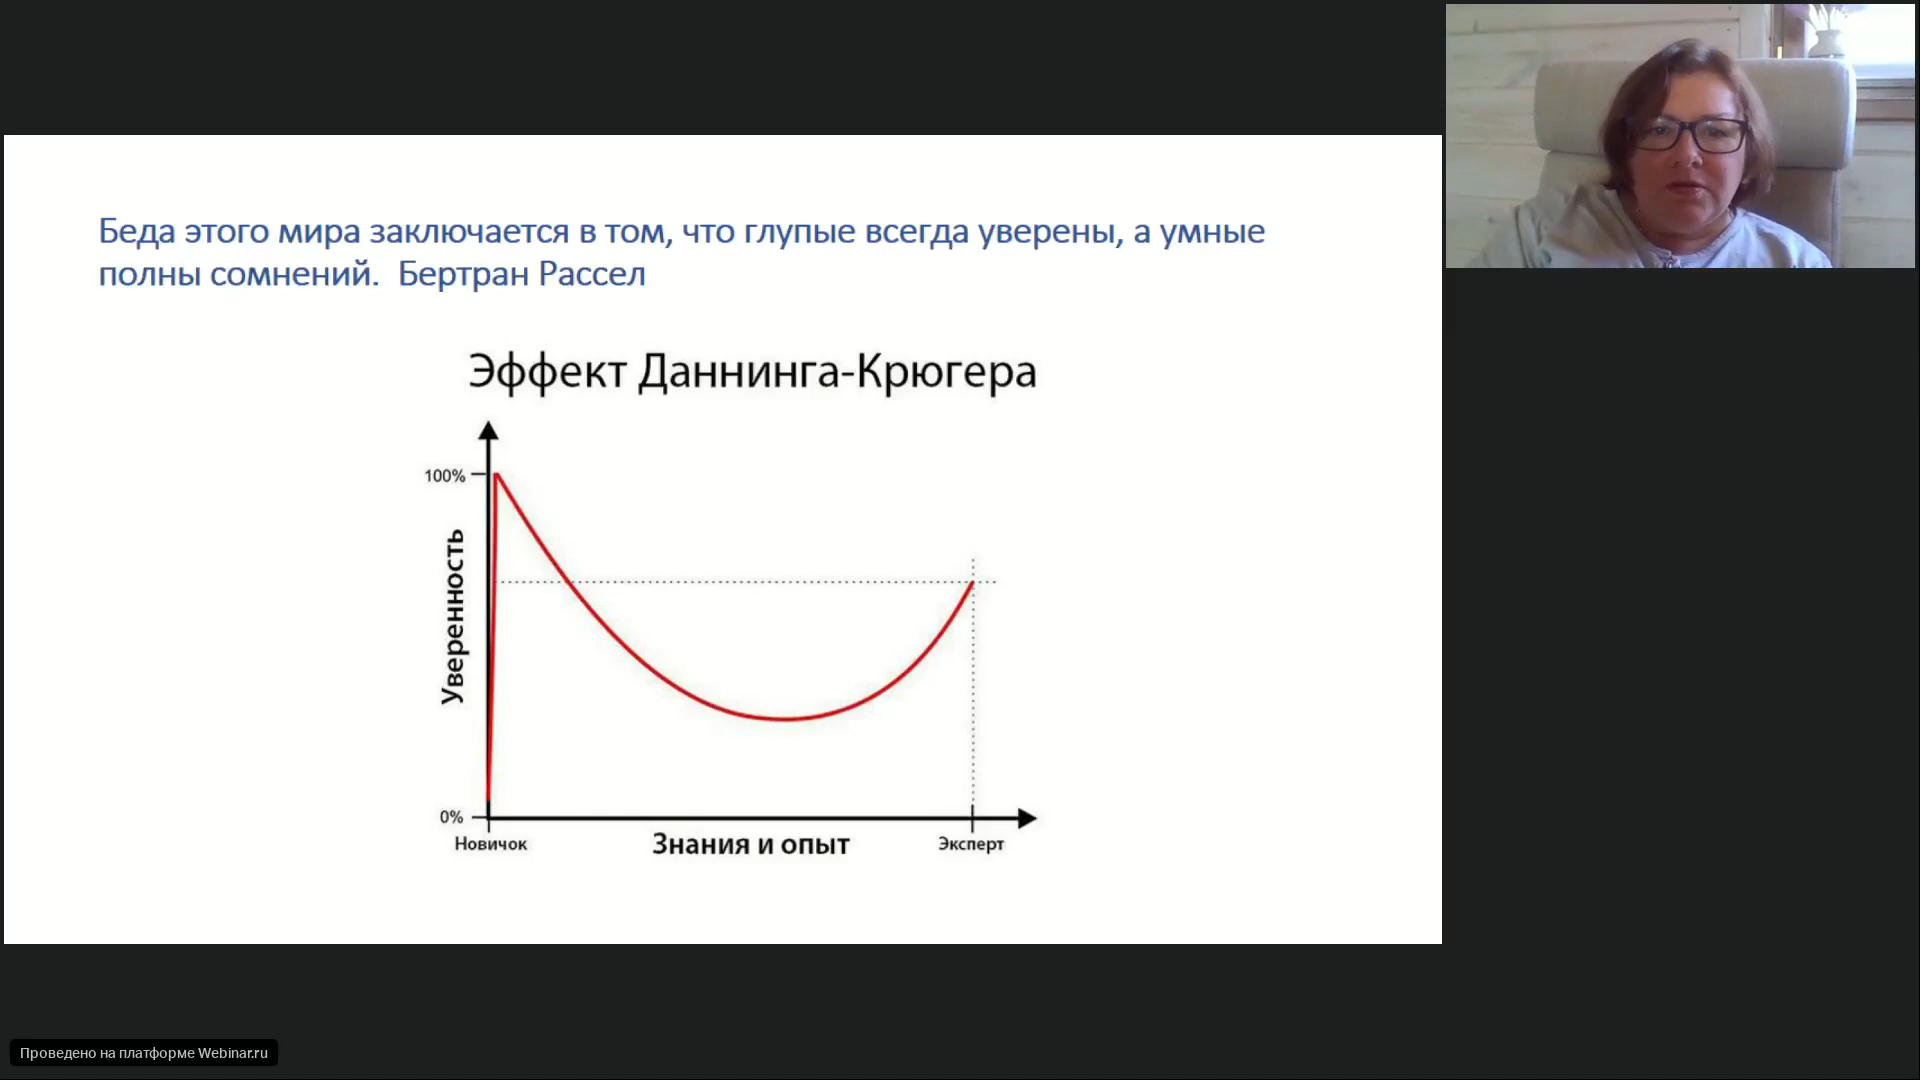 Беда этого мира заключается в том, что глупые всегда уверены, а умные
полны сомнений. Бертран Рассел
Эффект Даннинга-Крюгера
100%
Уверенность
0%
Новичок
Знания и опыт
Эксперт
Проведено на платформе Webinar.ru